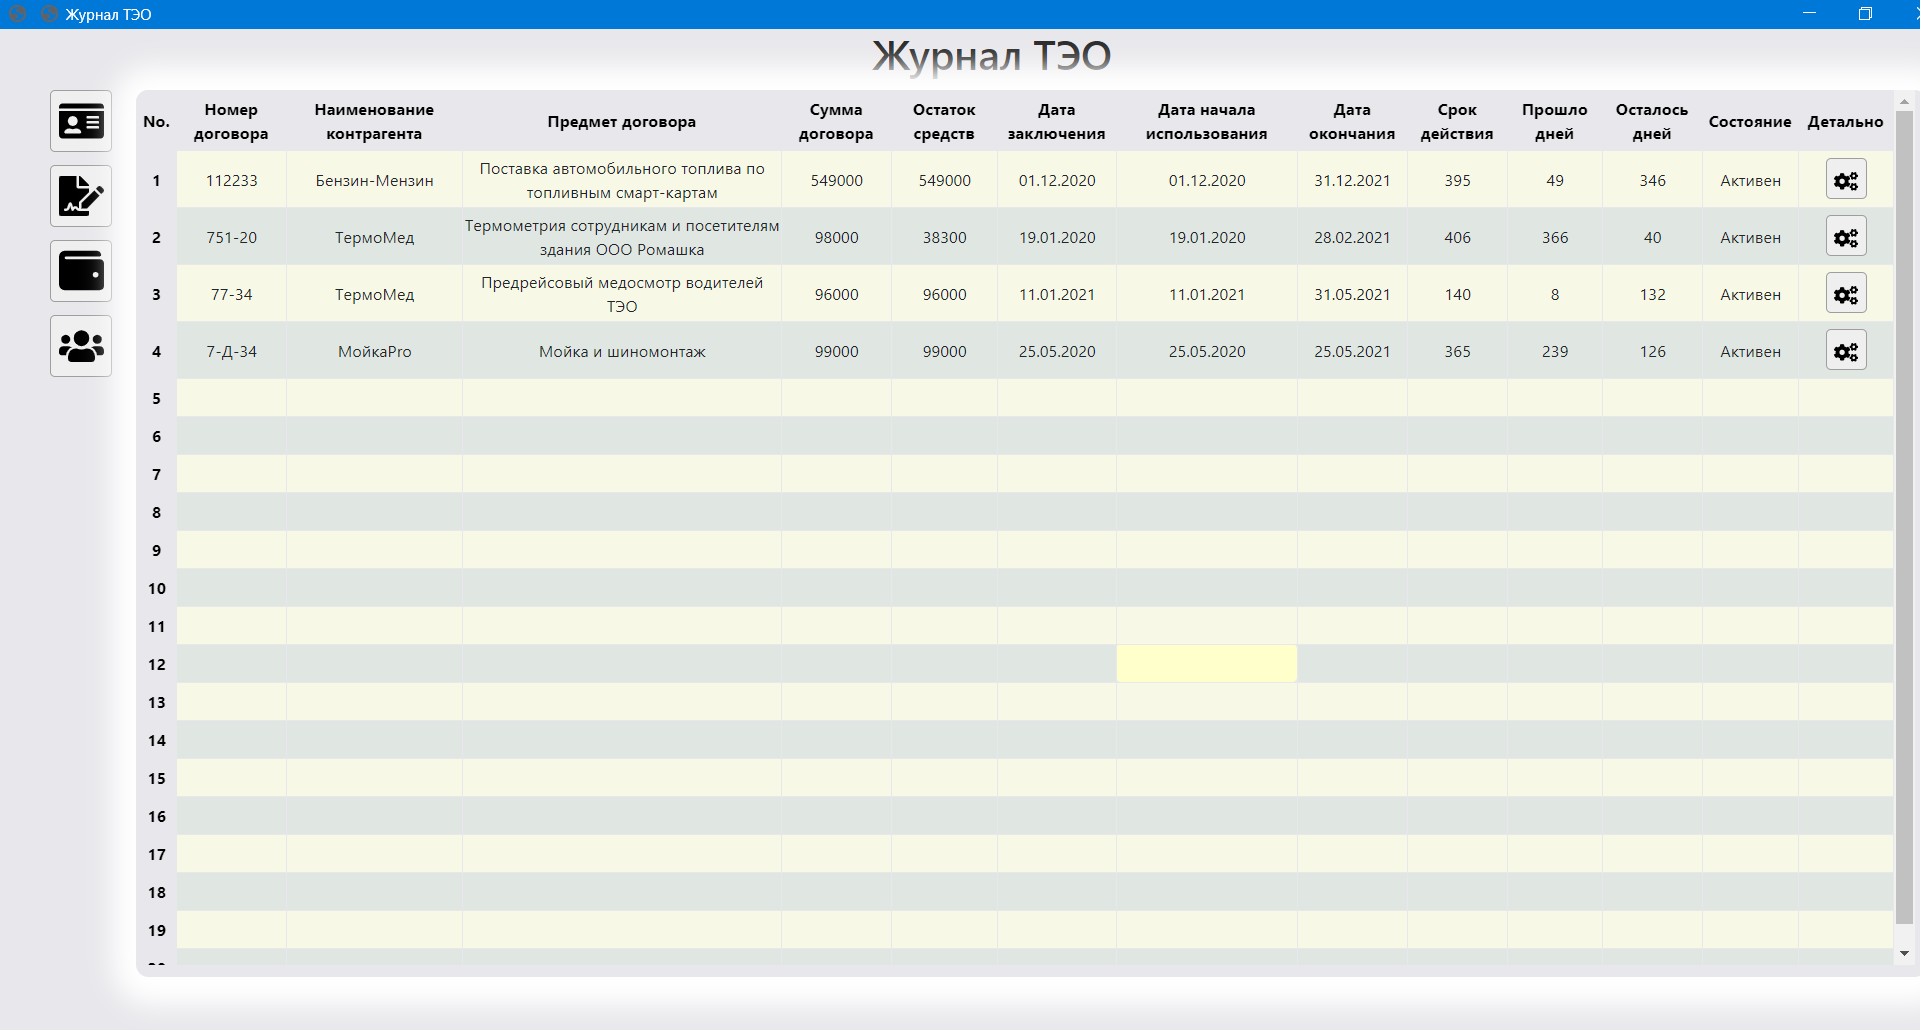 Журнал ТЭО
Журнал ТЭО
No. Номер договора Наименование контрагента Предмет договора Сумма договора Остаток средств Дата заключения Дата начала использования Дата окончания Срок действия Прошло дней Осталось дней Состояние Детально
1 112233 Бензин-Мензин Поставка автомобильного топлива по топливным смарт-картам 549000 549000 01.12.2020 01.12.2020 31.12.2021 395 49 346 Активен
2 751-20 ТермоМед Термометрия сотрудникам и посетителям здания ООО Ромашка 98000 38300 19.01.2020 19.01.2020 28.02.2021 406 366 40 Активен
3 77-34 ТермоМед Предрейсовый медосмотр водителей ТЭО 96000 96000 11.01.2021 11.01.2021 31.05.2021 140 8 132 Активен
4 7-Д-34 МойкаPro Мойка и шиномонтаж 99000 99000 25.05.2020 25.05.2020 25.05.2021 365 239 126 Активен
5
6
7
8
9
10
11
12
13
14
15
16
17
18
19